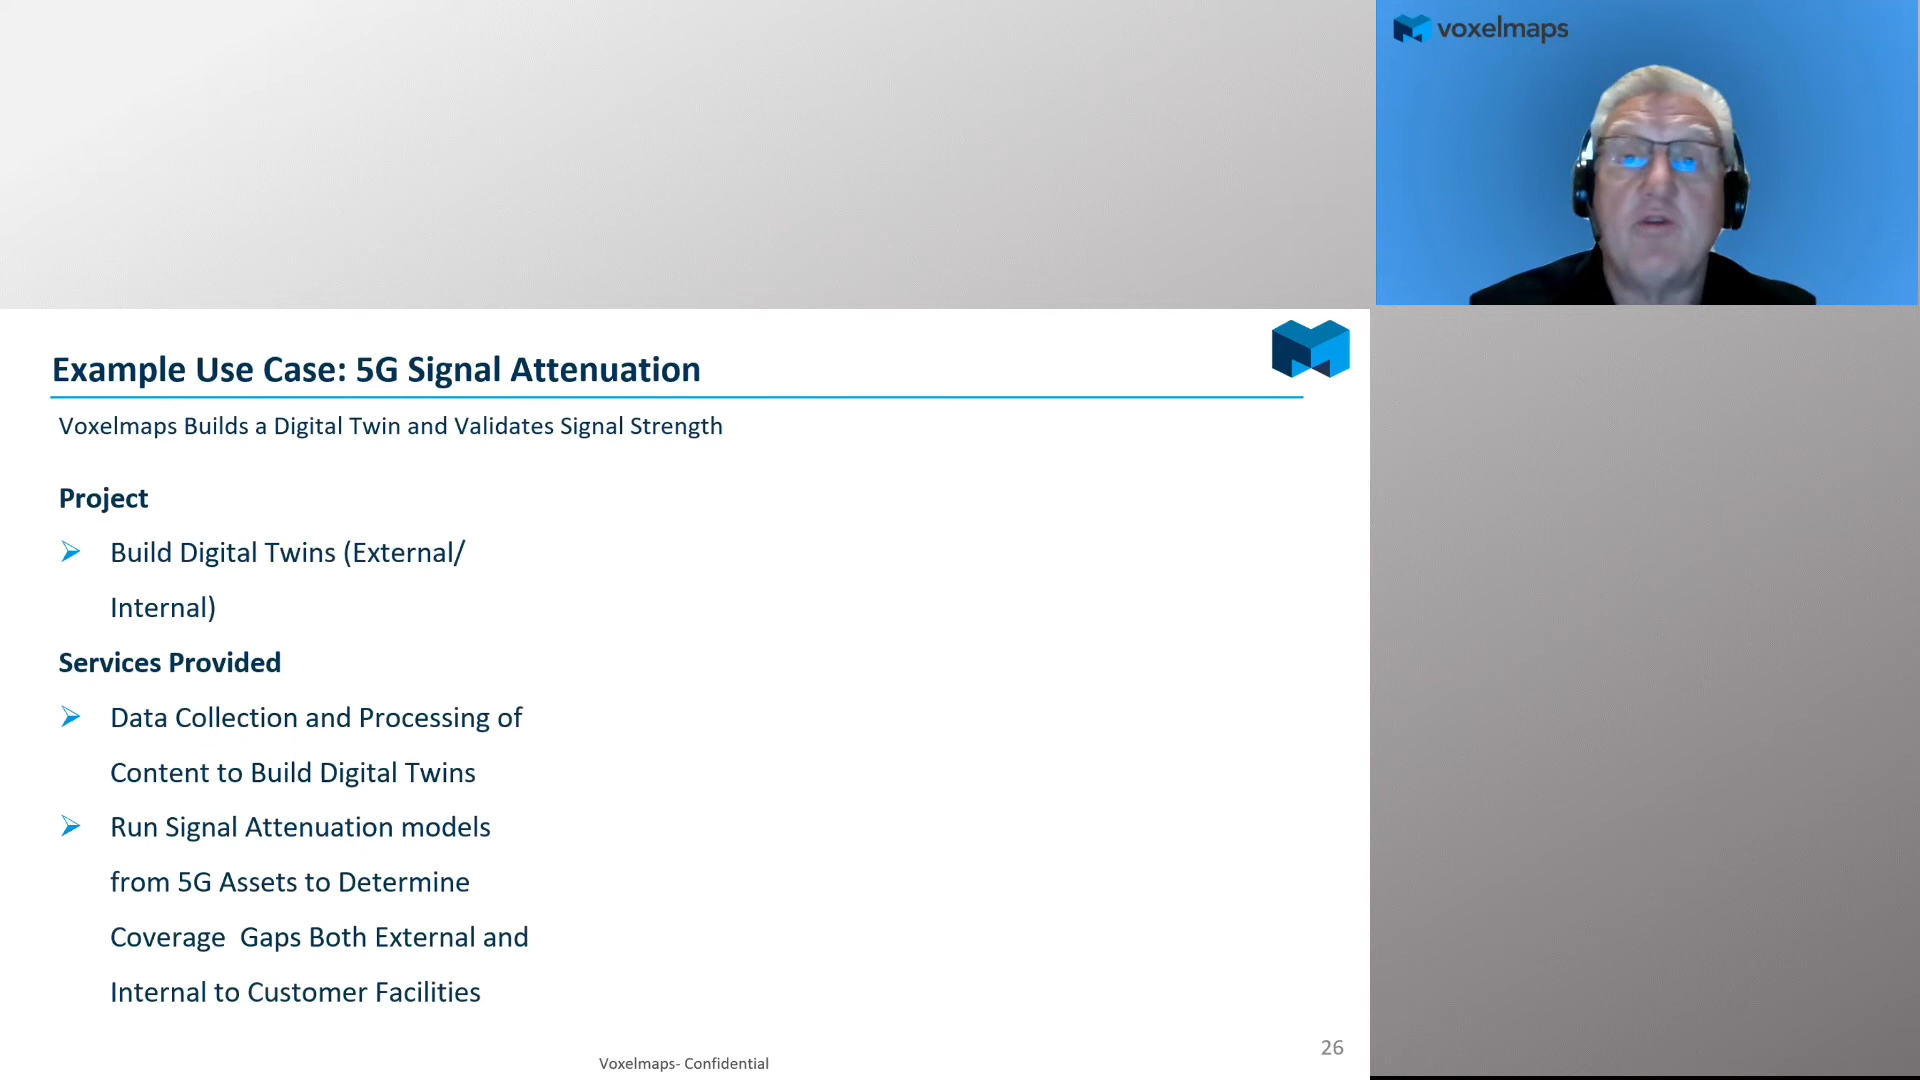 voxelmaps
Example Use Case: 5G Signal Attenuation
Voxelmaps Builds a Digital Twin and Validates Signal Strength
Project
Build Digital Twins (External/
Internal)
Services Provided
Data Collection and Processing of
Content to Build Digital Twins
Run Signal Attenuation models
from 5G Assets to Determine
Coverage  Gaps Both External and
Internal to Customer Facilities
Voxelmaps- Confidential
26